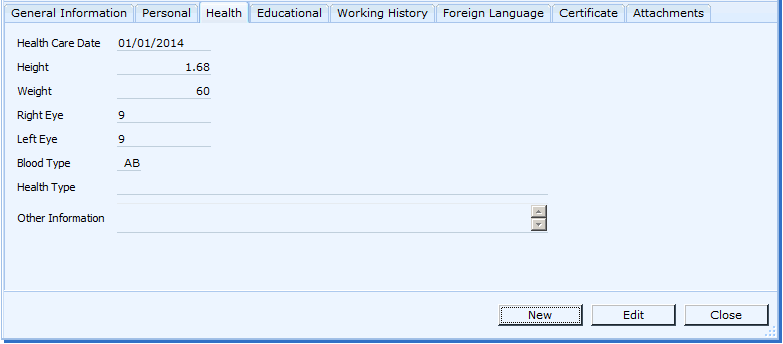 General Information Personal Health Educational Working History Foreign Language Certificate Attachments
Health Care Date 01/01/2014
Height 1.68
Weight 60
Right Eye 9
Left Eye 9
Blood Type AB
Health Type
Other Information
New Edit Close